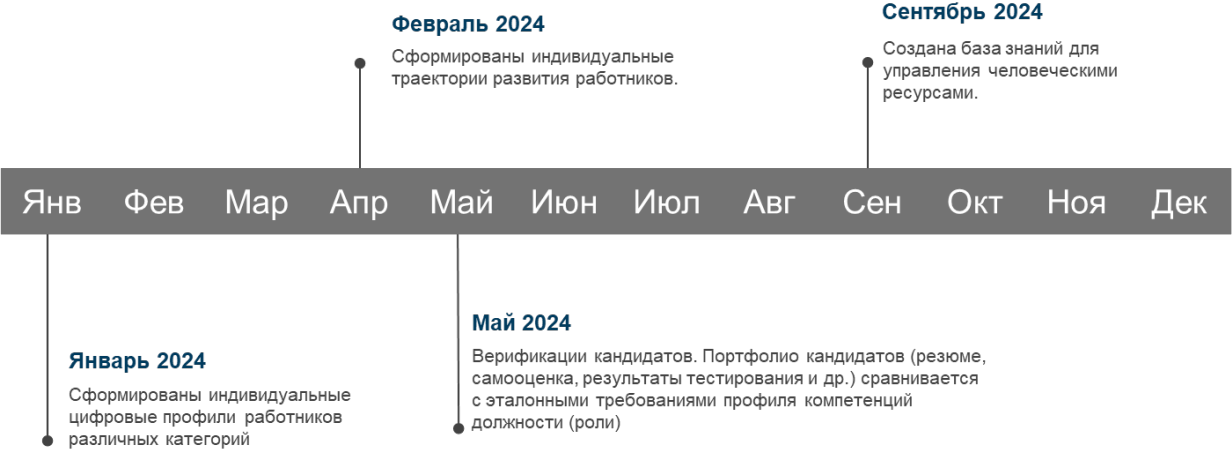 Февраль 2024
Сформированы индивидуальные
траектории развития работников.
Сентябрь 2024
Создана база знаний для
управления человеческими
ресурсами.
Янв Фев Мар Апр Май Июн Июл Авг Сен Окт Ноя Дек
Январь 2024
Сформированы индивидуальные
цифровые профили работников
различных категорий
Май 2024
Верификации кандидатов. Портфолио кандидатов (резюме,
самооценка, результаты тестирования и др.) сравнивается
с эталонными требованиями профиля компетенций
должности (роли)